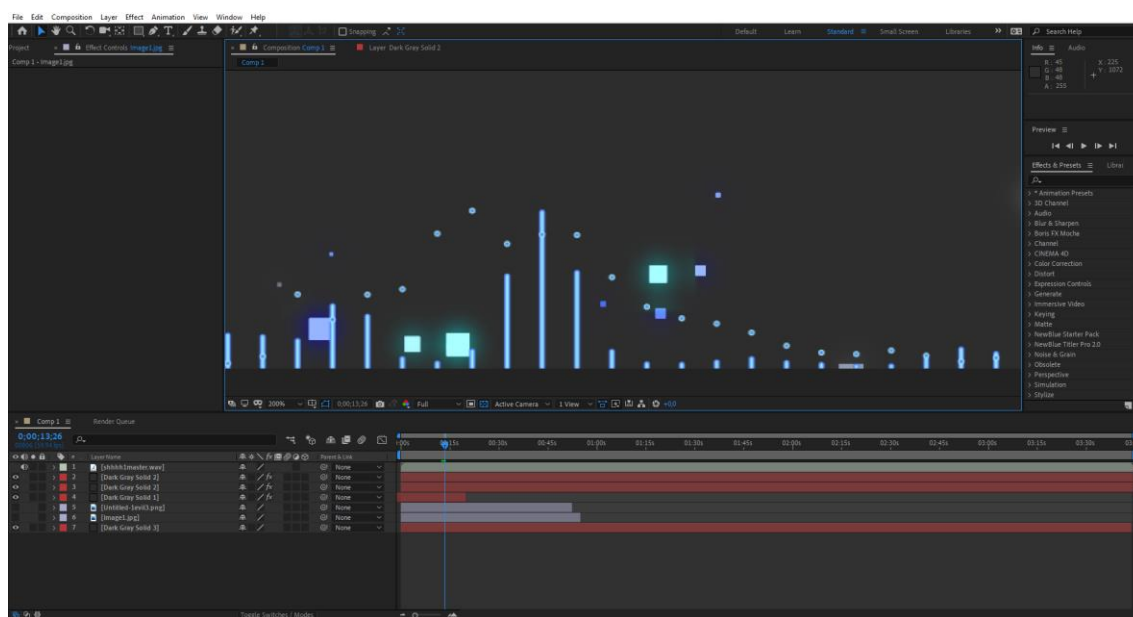 File Edit Composition Layer Effect Animation View Window Help
Snapping Default Learn Standard Small Screen Libraries Search Help
Project Effect Controls Image1.jpg Composition Comp 1 Layer Dark Gray Solid 2 Info Audio
Comp 1 - Image1.jpg Comp 1
R: 45 X: 225
G: 48 Y: 1072
B: 48
A: 255
Preview
Effects & Presets Librar
* Animation Presets
3D Channel
Audio
Blur & Sharpen
Boris FX Mocha
Channel
CINEMA 4D
Color Correction
Distort
Expression Controls
Generate
Immersive Video
Keying
Matte
NewBlue Starter Pack
NewBlue Titler Pro 2.0
Noise & Grain
Obsolete
Perspective
Simulation
Stylize
200% 0;00;13;26 Full Active Camera 1 View +0,0
Comp 1 Render Queue
0;00;13;26
:00s 00:15s 00:30s 00:45s 01:00s 01:15s 01:30s 01:45s 02:00s 02:15s 02:30s 02:45s 03:00s 03:15s 03:30s 03
# Layer Name Parent & Link
1 [shhhh1master.wav] None
2 [Dark Gray Solid 2] None
3 [Dark Gray Solid 2] None
4 [Dark Gray Solid 1] None
5 [Untitled-1evil3.png] None
6 [Image1.jpg] None
7 [Dark Gray Solid 3] None
Toggle Switches / Modes